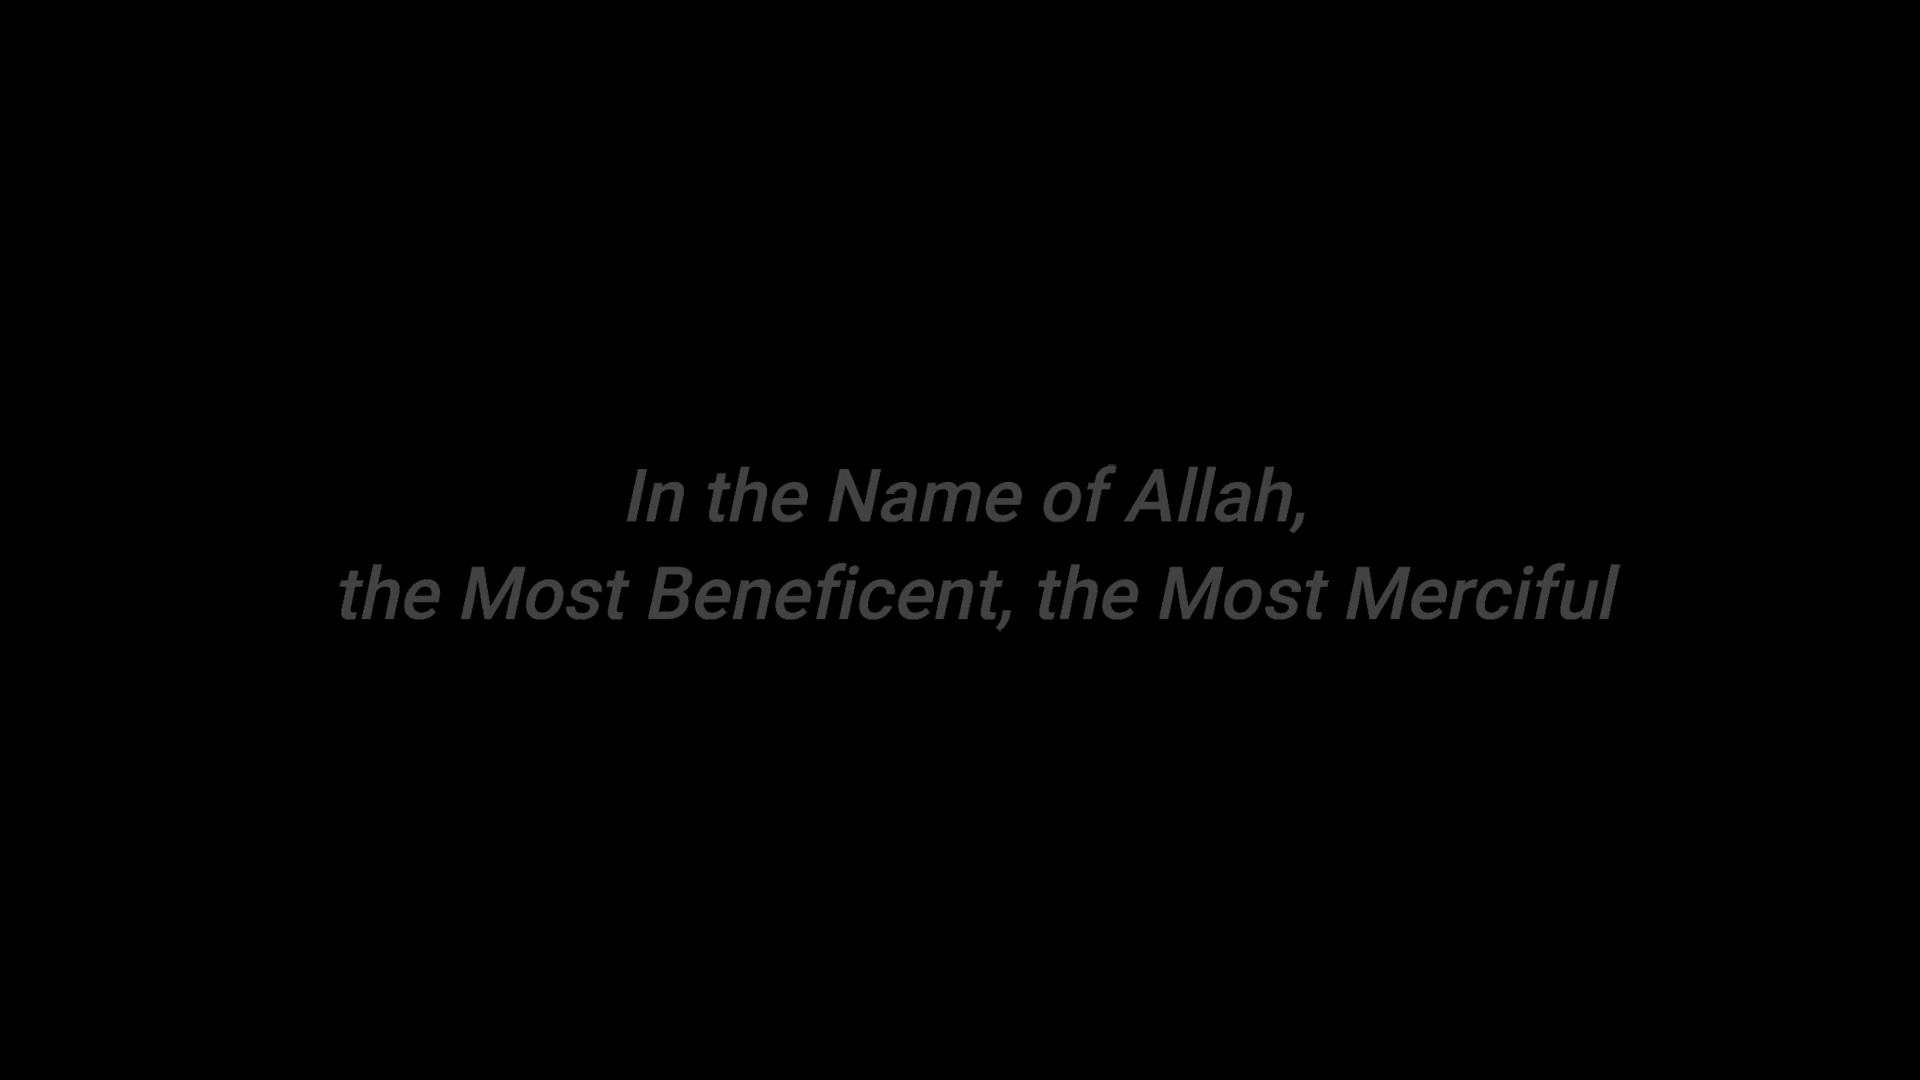 In the Name of Allah,
the Most Beneficent, the Most Merciful